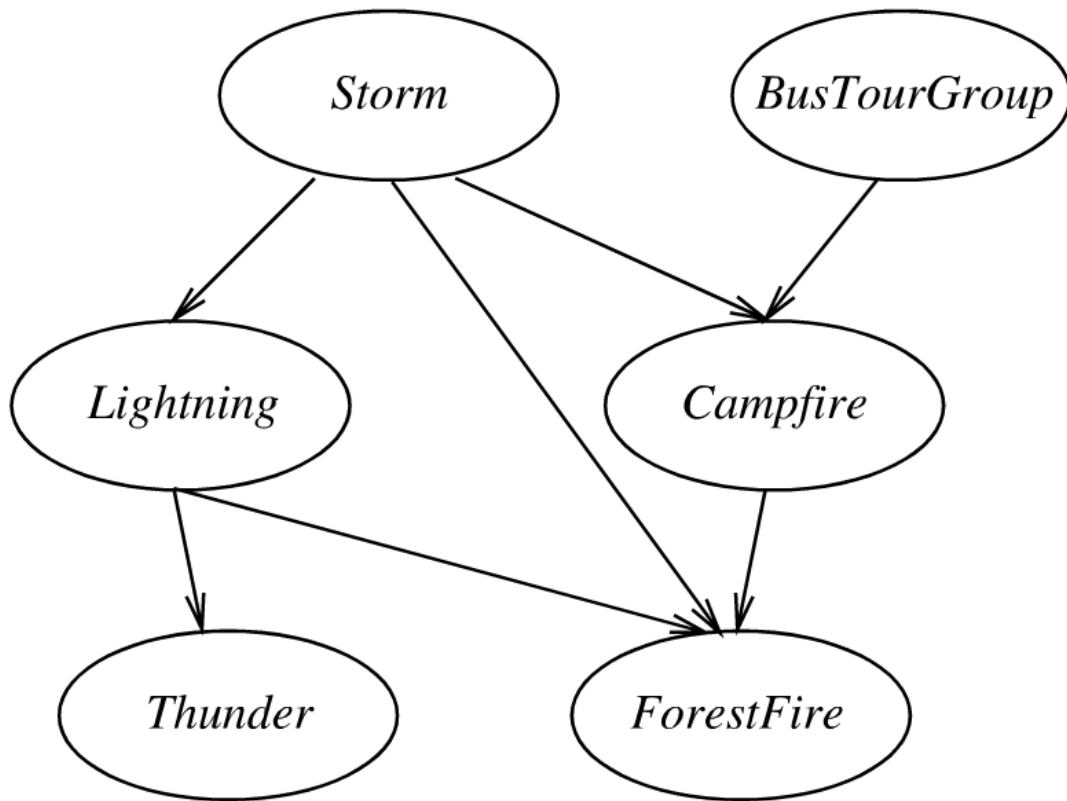 Storm
BusTourGroup
Lightning
Campfire
Thunder
ForestFire